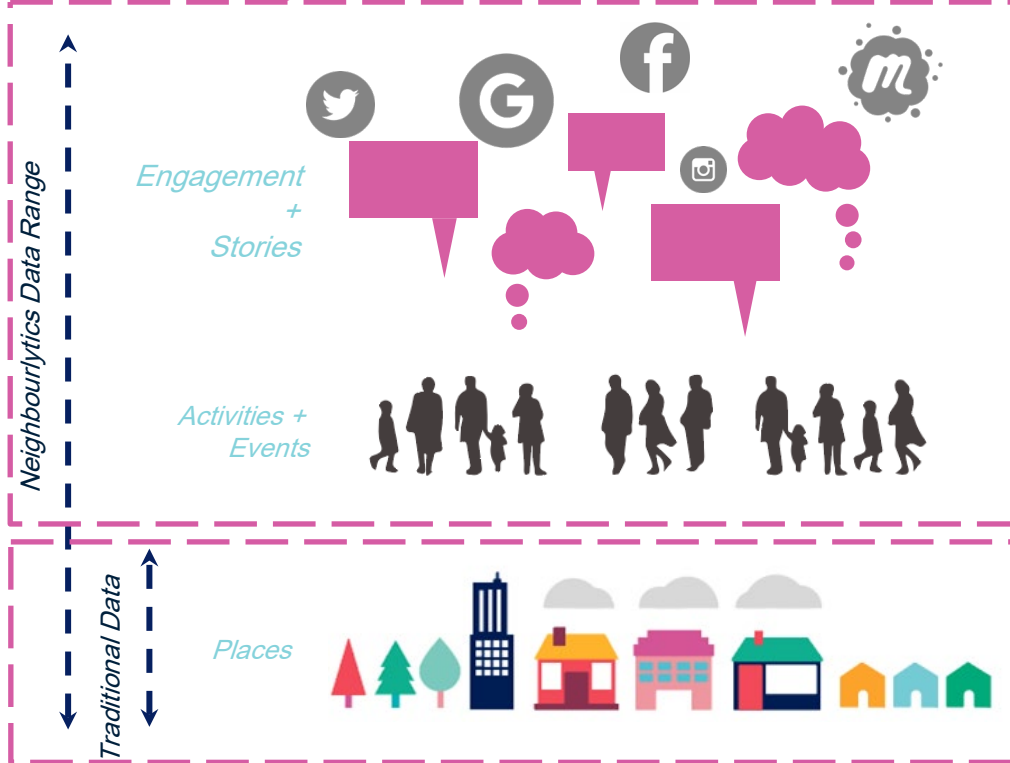 Neighbourlytics Data Range
Engagement
+
Stories
Activities +
Events
Traditional Data
Places